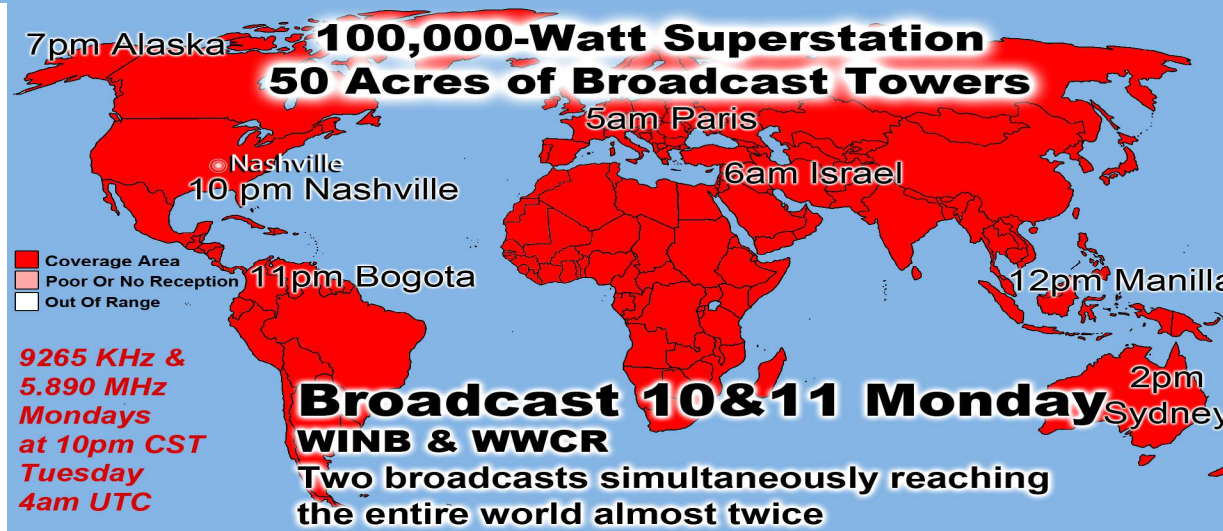 100,000-Watt Superstation
50 Acres of Broadcast Towers
7pm Alaska
5am Paris
Nashville
10 pm Nashville
6am Israel
Coverage Area
Poor Or No Reception
Out Of Range
11pm Bogota
12pm Manilla
9265 KHz &
5.890 MHz
Mondays
at 10pm CST
Tuesday
4am UTC
Broadcast 10&11 Monday
WINB & WWCR
Two broadcasts simultaneously reaching
the entire world almost twice
2pm
Sydney